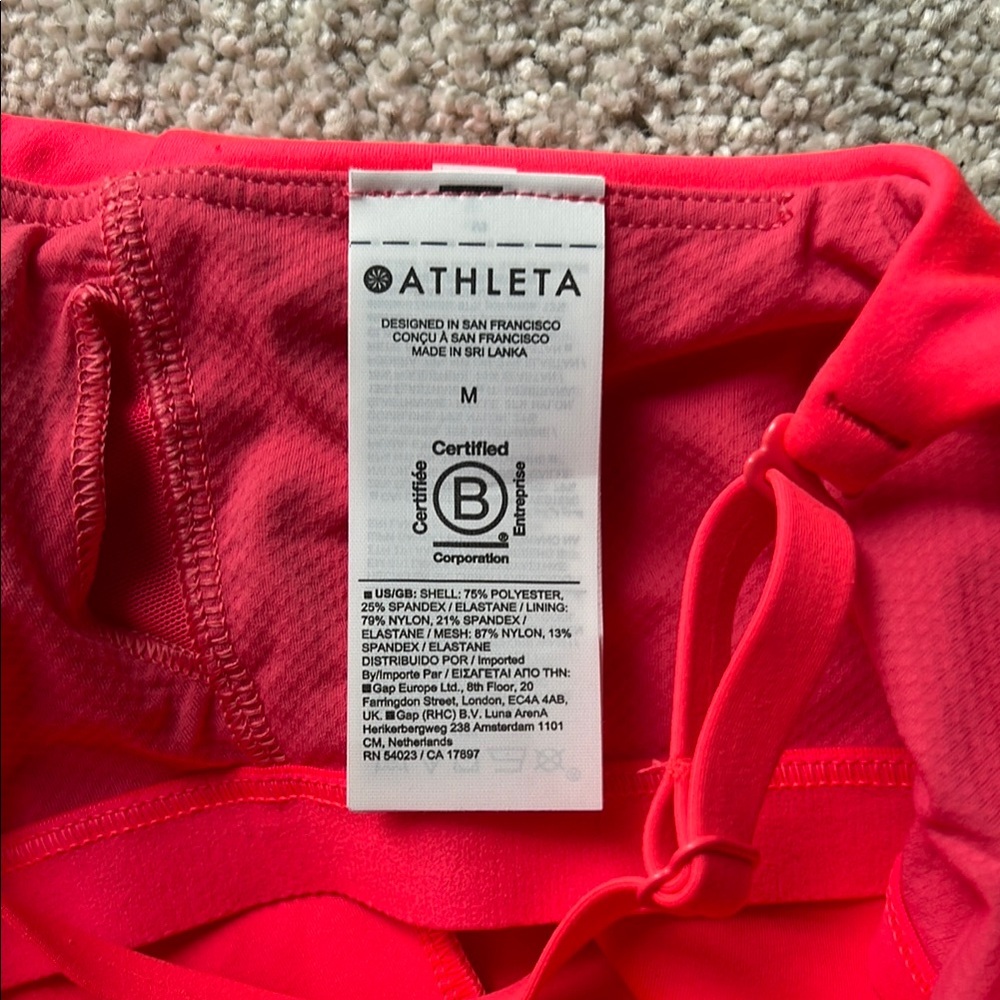 ATHLETA
DESIGNED IN SAN FRANCISCO
CONÇU À SAN FRANCISCO
MADE IN SRI LANKA
M
Certified
Certifiée
B
Entreprise
®
Corporation
US/GB: SHELL: 75% POLYESTER,
25% SPANDEX / ELASTANE / LINING:
79% NYLON, 21% SPANDEX /
ELASTANE / MESH: 87% NYLON, 13%
SPANDEX / ELASTANE
DISTRIBUIDO POR / Imported
By/Importe Par / ΕΙΣΑΓΕΤΑΙ ΑΠΟ ΤΗΝ:
Gap Europe Ltd., 8th Floor, 20
Farringdon Street, London, EC4A 4AB,
UK. Gap (RHC) B.V. Luna ArenA
Herikerbergweg 238 Amsterdam 1101
CM, Netherlands
RN 54023 / CA 17897